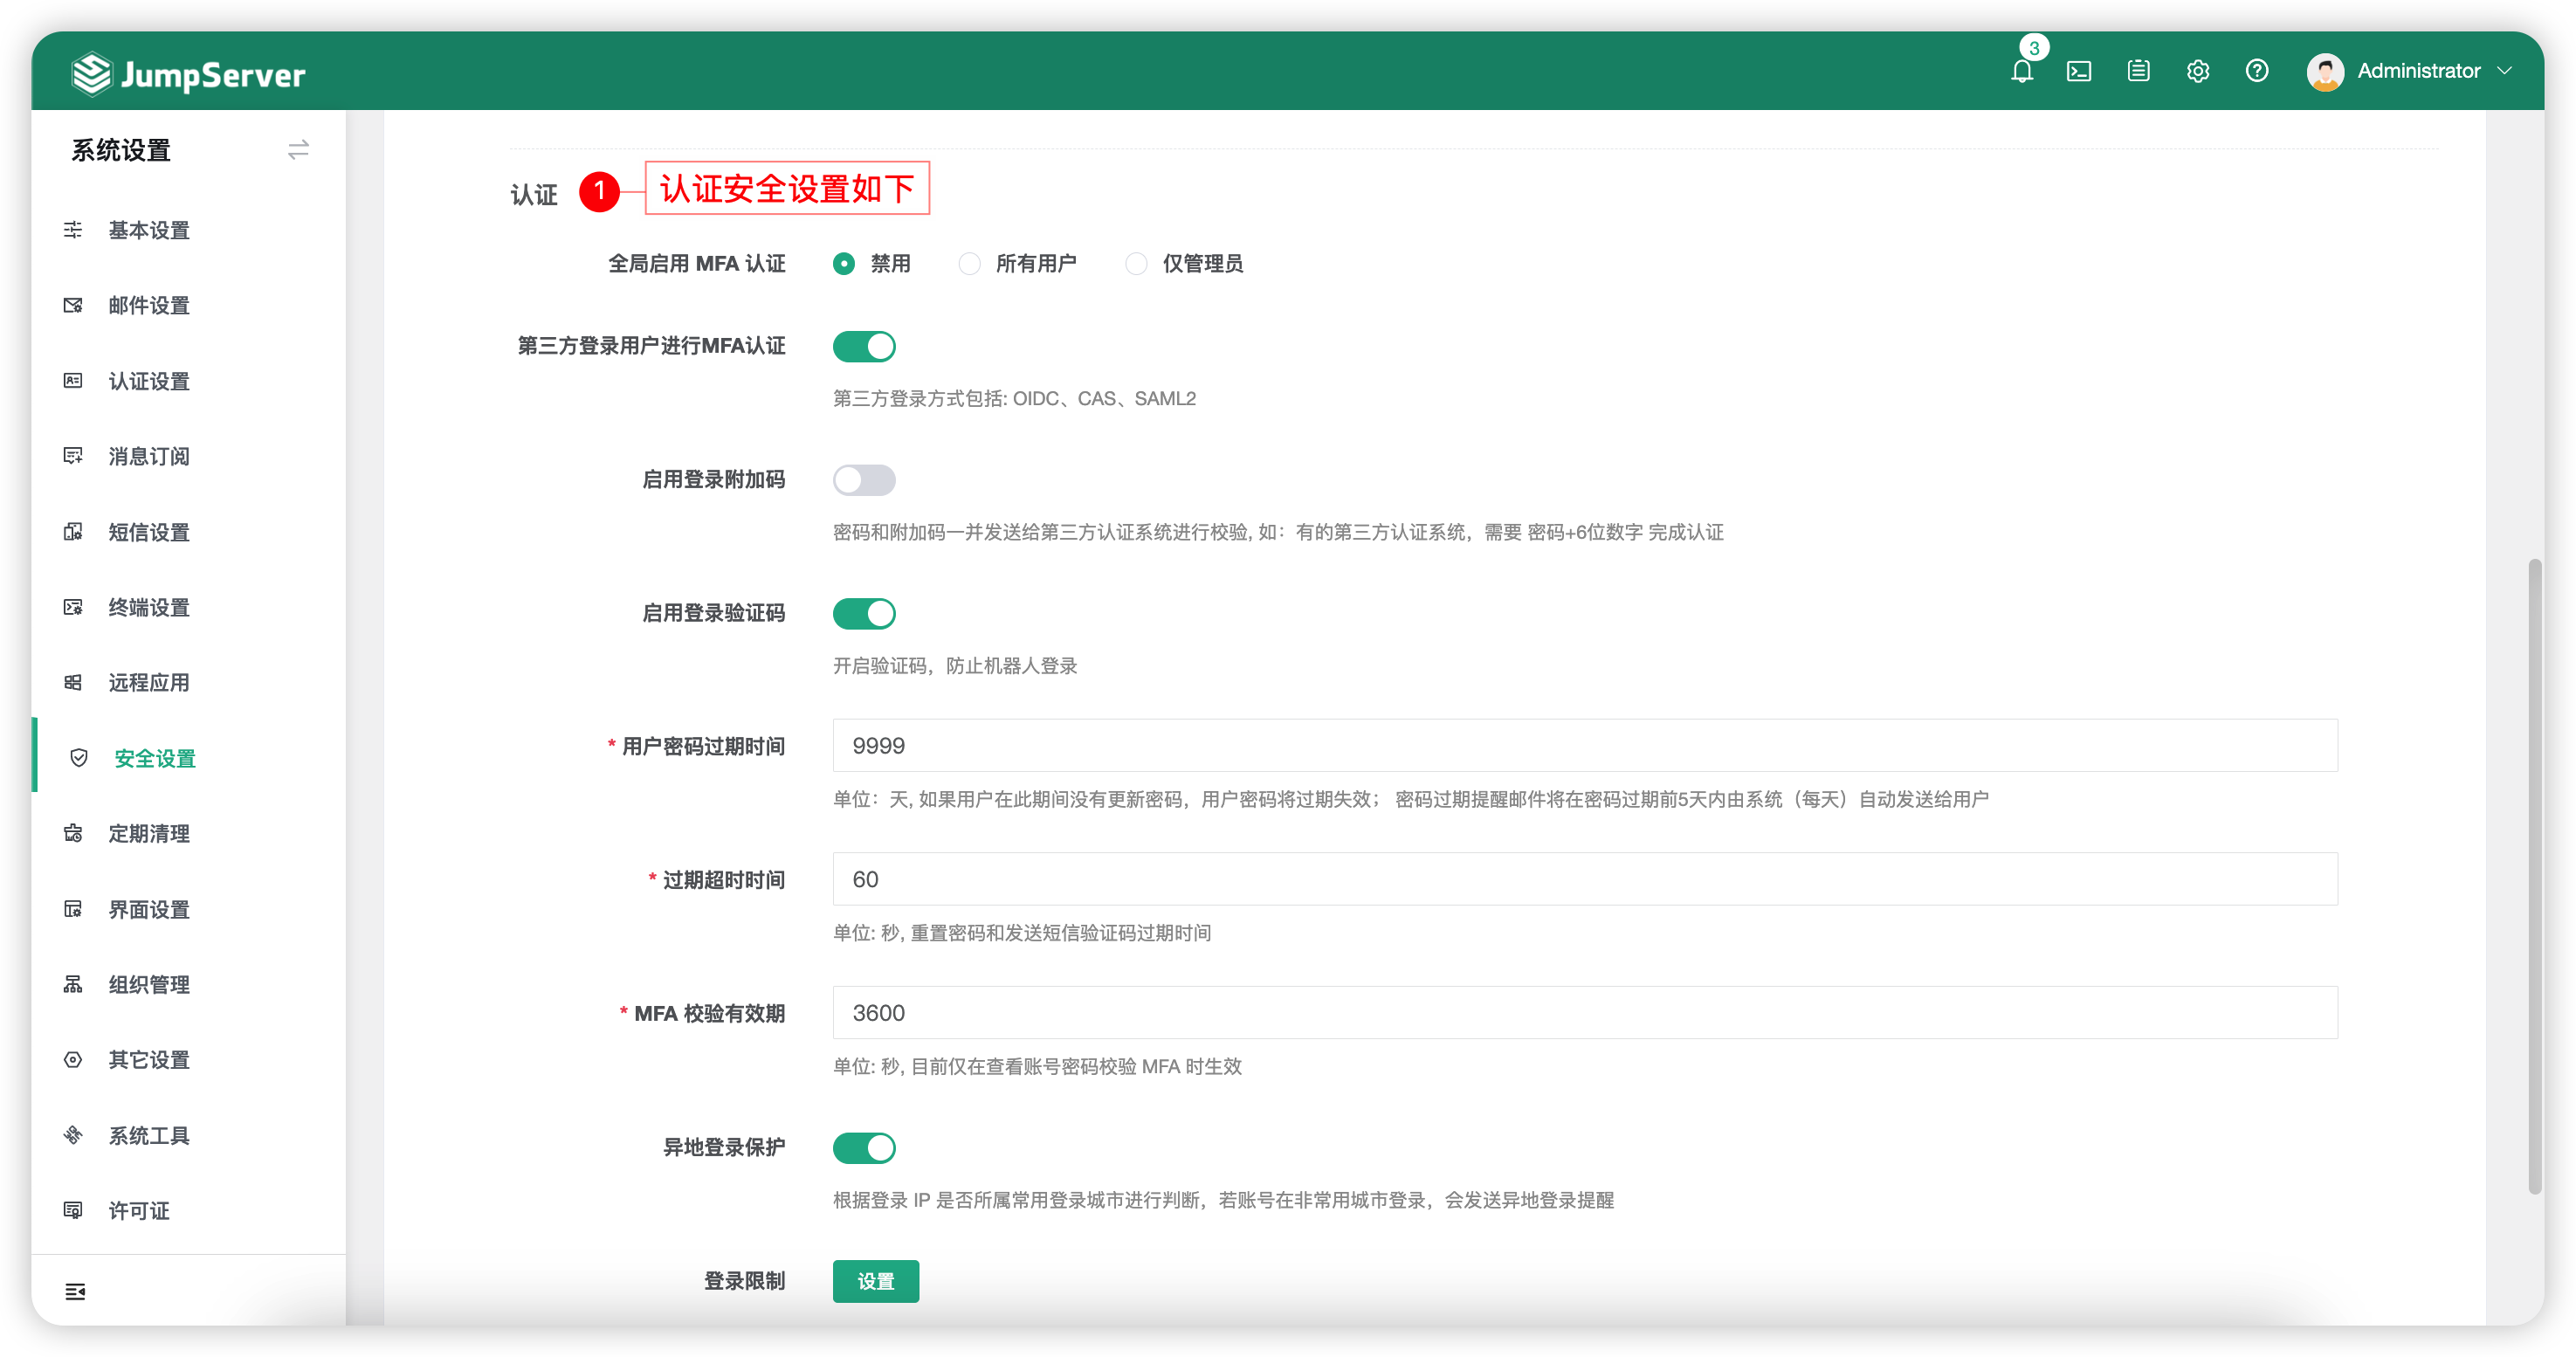 JumpServer
3
Administrator
系统设置
基本设置
邮件设置
认证设置
消息订阅
短信设置
终端设置
远程应用
安全设置
定期清理
界面设置
组织管理
其它设置
系统工具
许可证
认证
1
认证安全设置如下
全局启用 MFA 认证 禁用 所有用户 仅管理员
第三方登录用户进行MFA认证
第三方登录方式包括: OIDC、CAS、SAML2
启用登录附加码
密码和附加码一并发送给第三方认证系统进行校验, 如：有的第三方认证系统，需要 密码+6位数字 完成认证
启用登录验证码
开启验证码，防止机器人登录
* 用户密码过期时间 9999
单位：天, 如果用户在此期间没有更新密码，用户密码将过期失效； 密码过期提醒邮件将在密码过期前5天内由系统（每天）自动发送给用户
* 过期超时时间 60
单位: 秒, 重置密码和发送短信验证码过期时间
* MFA 校验有效期 3600
单位: 秒, 目前仅在查看账号密码校验 MFA 时生效
异地登录保护
根据登录 IP 是否所属常用登录城市进行判断，若账号在非常用城市登录，会发送异地登录提醒
登录限制 设置